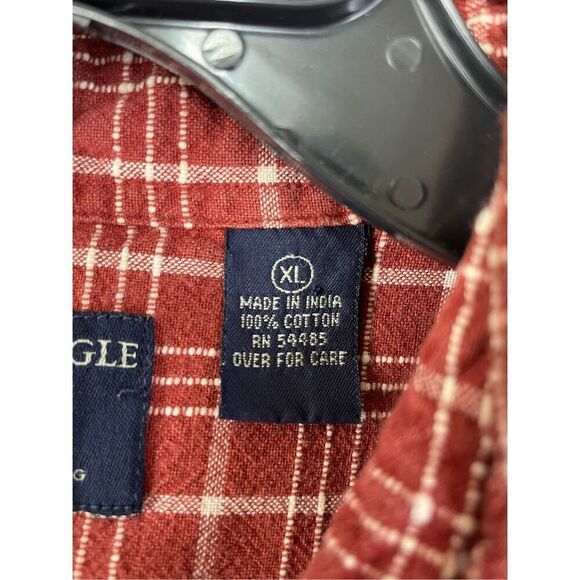 XL
MADE IN INDIA
100% COTTON
RN 54485
OVER FOR CARE
GLE
G